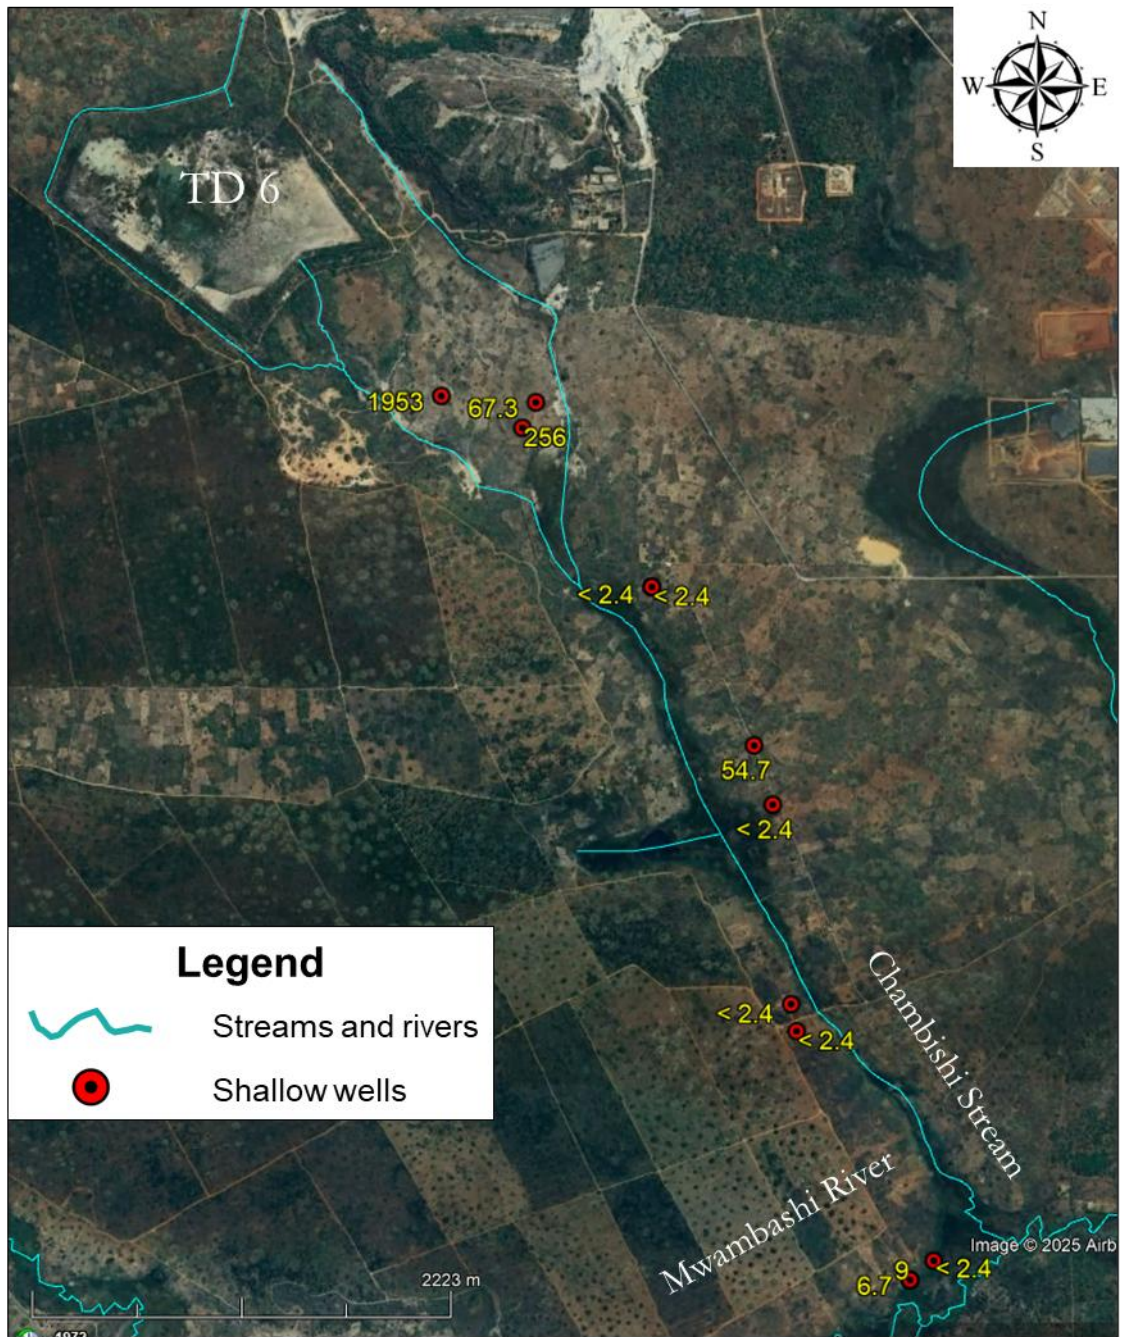 N
W
E
S
TD 6
1953
67.3
256
< 2.4
< 2.4
54.7
< 2.4
< 2.4
< 2.4
Legend
Streams and rivers
Shallow wells
Chambishi Stream
Mwambashi River
Image © 2025 Airb
< 2.4
9
6.7
2223 m
1973